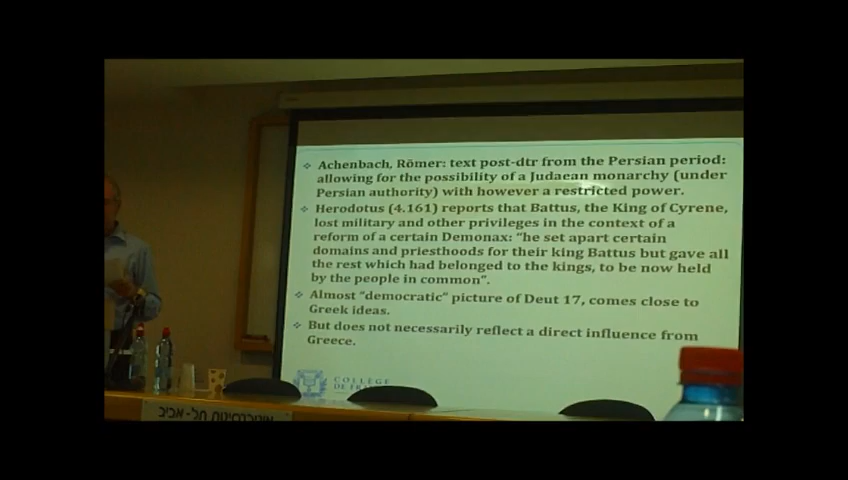 Achenbach, Römer: text post-dtr from the Persian period:
allowing for the possibility of a Judaean monarchy (under
Persian authority) with however a restricted power.
Herodotus (4.161) reports that Battus, the King of Cyrene,
lost military and other privileges in the context of a
reform of a certain Demonax: "he set apart certain
domains and priesthoods for their king Battus but gave all
the rest which had belonged to the kings, to be now held
by the people in common".
Almost "democratic" picture of Deut 17, comes close to
Greek ideas.
But does not necessarily reflect a direct influence from
Greece.
COLLÈGE
DE
אוניברסיטת תל-אביב